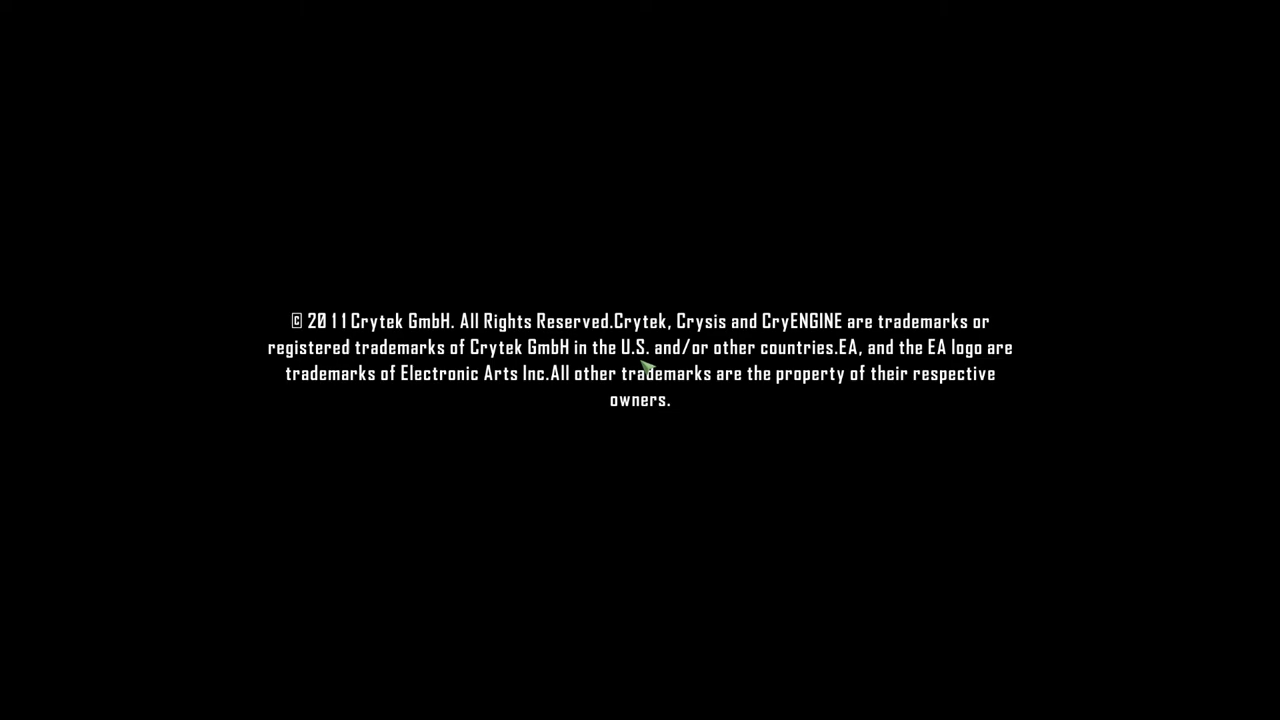 © 2011 Crytek GmbH. All Rights Reserved.Crytek, Crysis and CryENGINE are trademarks or
registered trademarks of Crytek GmbH in the U.S. and/or other countries.EA, and the EA logo are
trademarks of Electronic Arts Inc.All other trademarks are the property of their respective
owners.